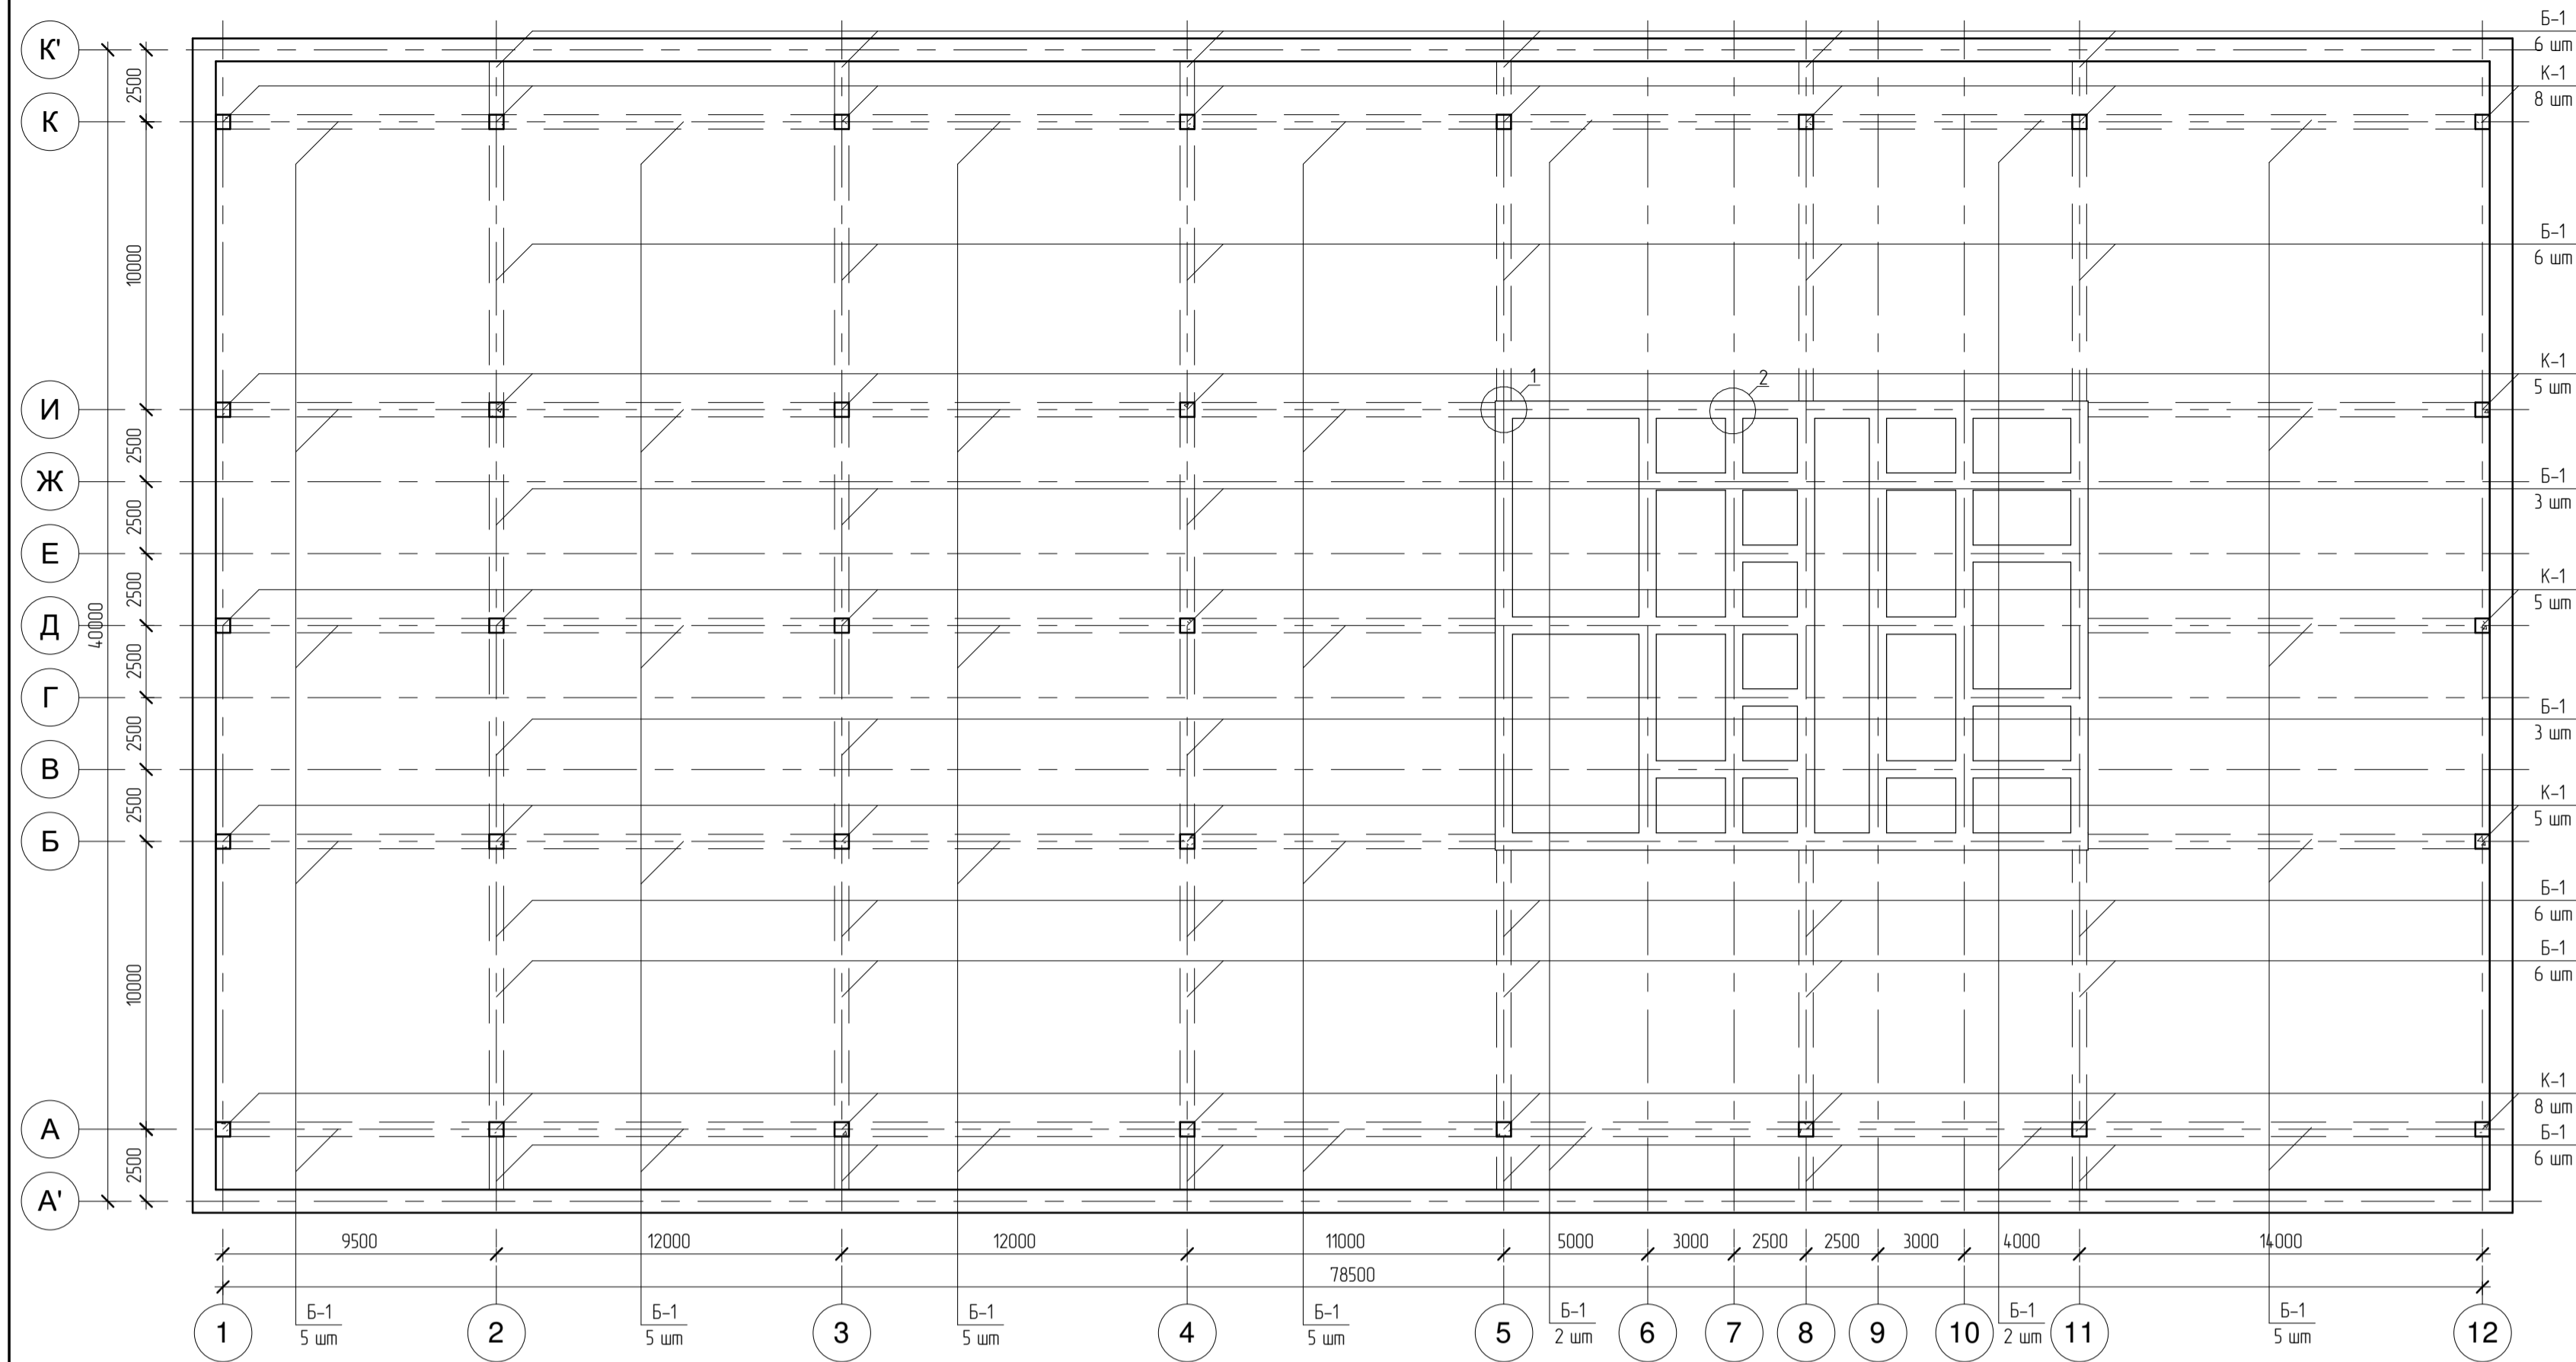 Б-1
6 шт
К'
2500
К-1
8 шт
К
10000
Б-1
6 шт
К-1
5 шт
1
2
И
2500
Ж
Б-1
3 шт
2500
Е
2500
К-1
5 шт
Д
40000
2500
Г
Б-1
3 шт
2500
В
2500
К-1
5 шт
Б
Б-1
6 шт
Б-1
6 шт
10000
К-1
8 шт
А
Б-1
6 шт
2500
А'
9500
12000
12000
11000
5000
3000
2500
2500
3000
4000
14000
78500
Б-1
5 шт
Б-1
5 шт
Б-1
5 шт
Б-1
5 шт
Б-1
2 шт
Б-1
2 шт
Б-1
5 шт
1
2
3
4
5
6
7
8
9
10
11
12